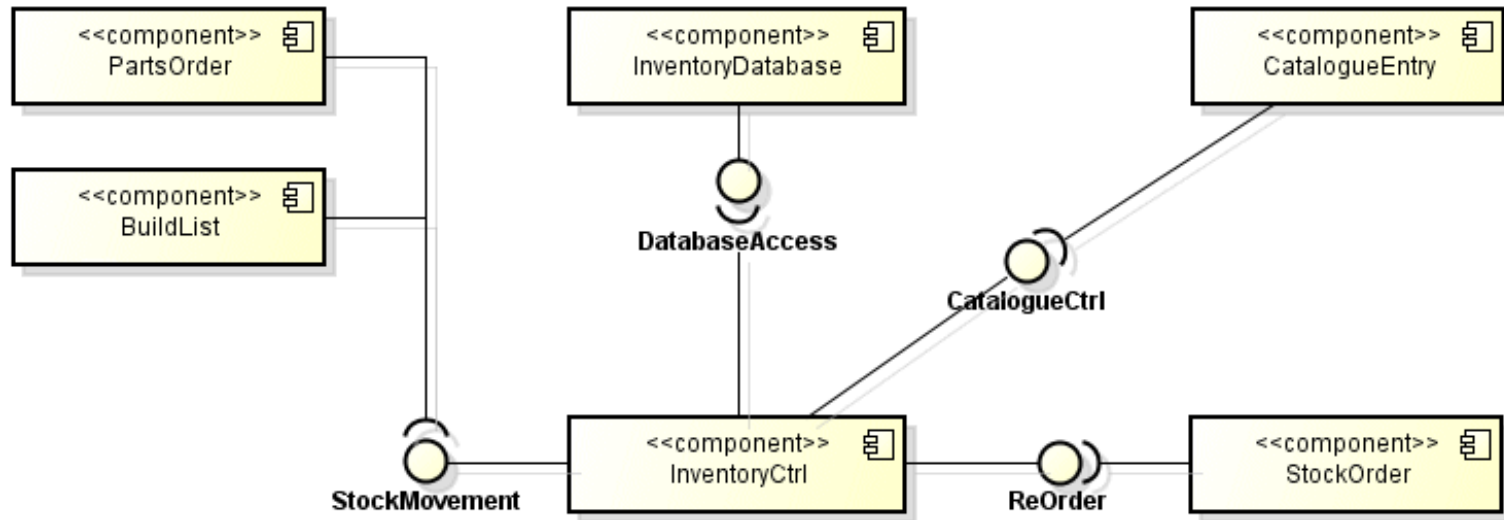 <<component>>
PartsOrder
<<component>>
InventoryDatabase
<<component>>
CatalogueEntry
<<component>>
BuildList
DatabaseAccess
CatalogueCtrl
<<component>>
InventoryCtrl
<<component>>
StockOrder
StockMovement
ReOrder